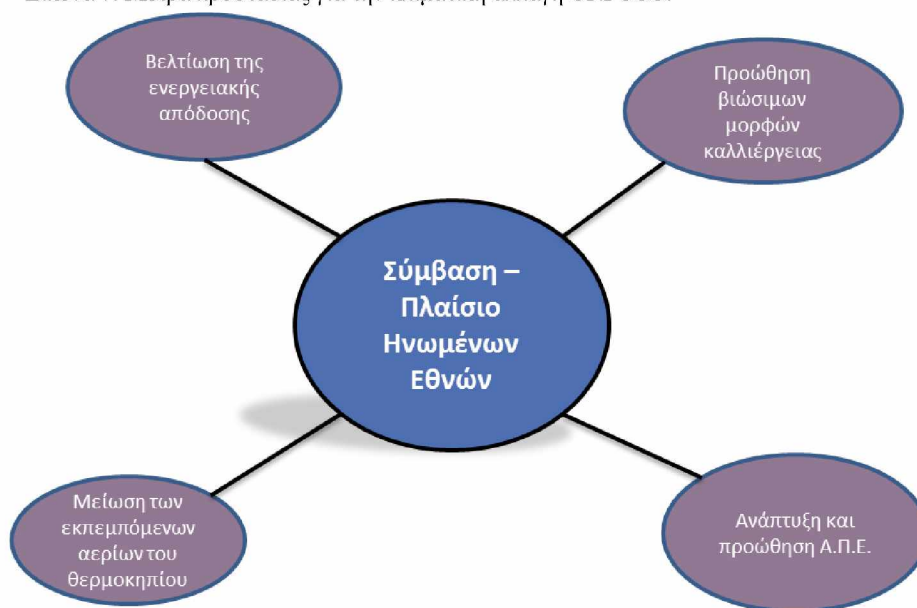 Βελτίωση της
ενεργειακής
απόδοσης
Προώθηση
βιώσιμων
μορφών
καλλιέργειας
Σύμβαση –
Πλαίσιο
Ηνωμένων
Εθνών
Μείωση των
εκπεμπόμενων
αερίων του
θερμοκηπίου
Ανάπτυξη και
προώθηση Α.Π.Ε.